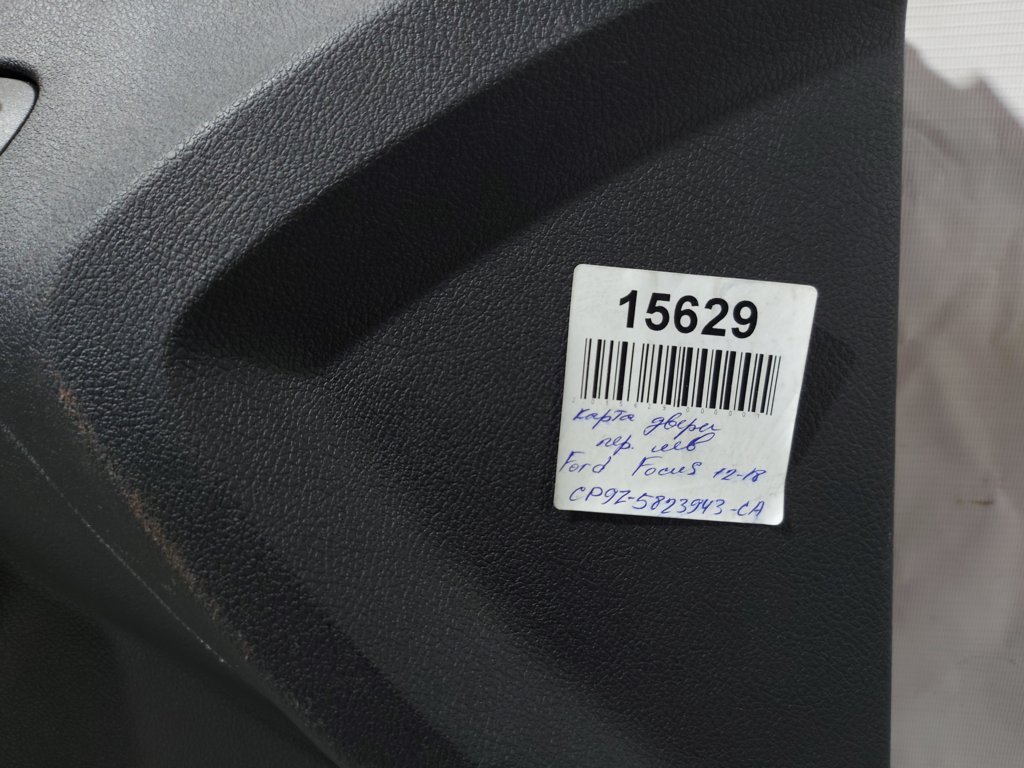 15629
карта двери
пер. лев
Ford Focus 12-18
CP9Z-5823943-CA